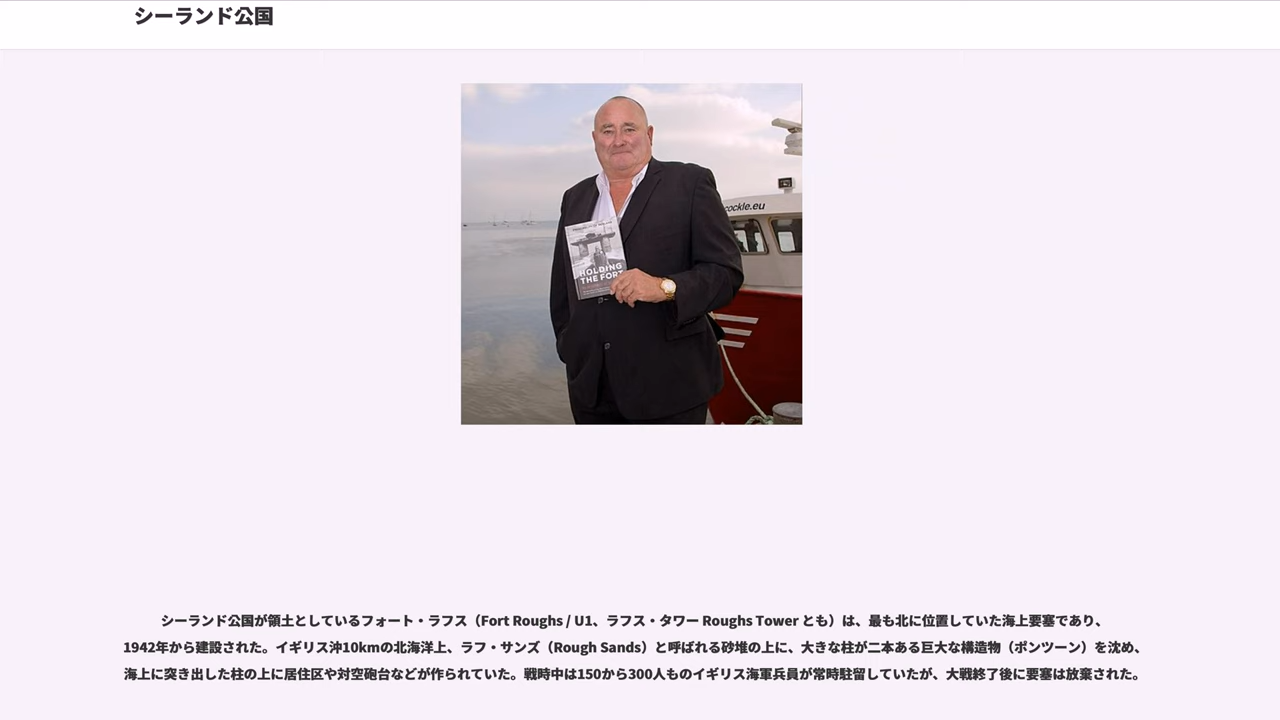 シーランド公国
cockle.eu
HOLDING
THE FORT
シーランド公国が領土としているフォート・ラフス（Fort Roughs / U1、ラフス・タワー Roughs Tower とも）は、最も北に位置していた海上要塞であり、
1942年から建設された。イギリス沖10kmの北海洋上、ラフ・サンズ（Rough Sands）と呼ばれる砂堆の上に、大きな柱が二本ある巨大な構造物（ポンツーン）を沈め、
海上に突き出した柱の上に居住区や対空砲台などが作られていた。戦時中は150から300人ものイギリス海軍兵員が常時駐留していたが、大戦終了後に要塞は放棄された。